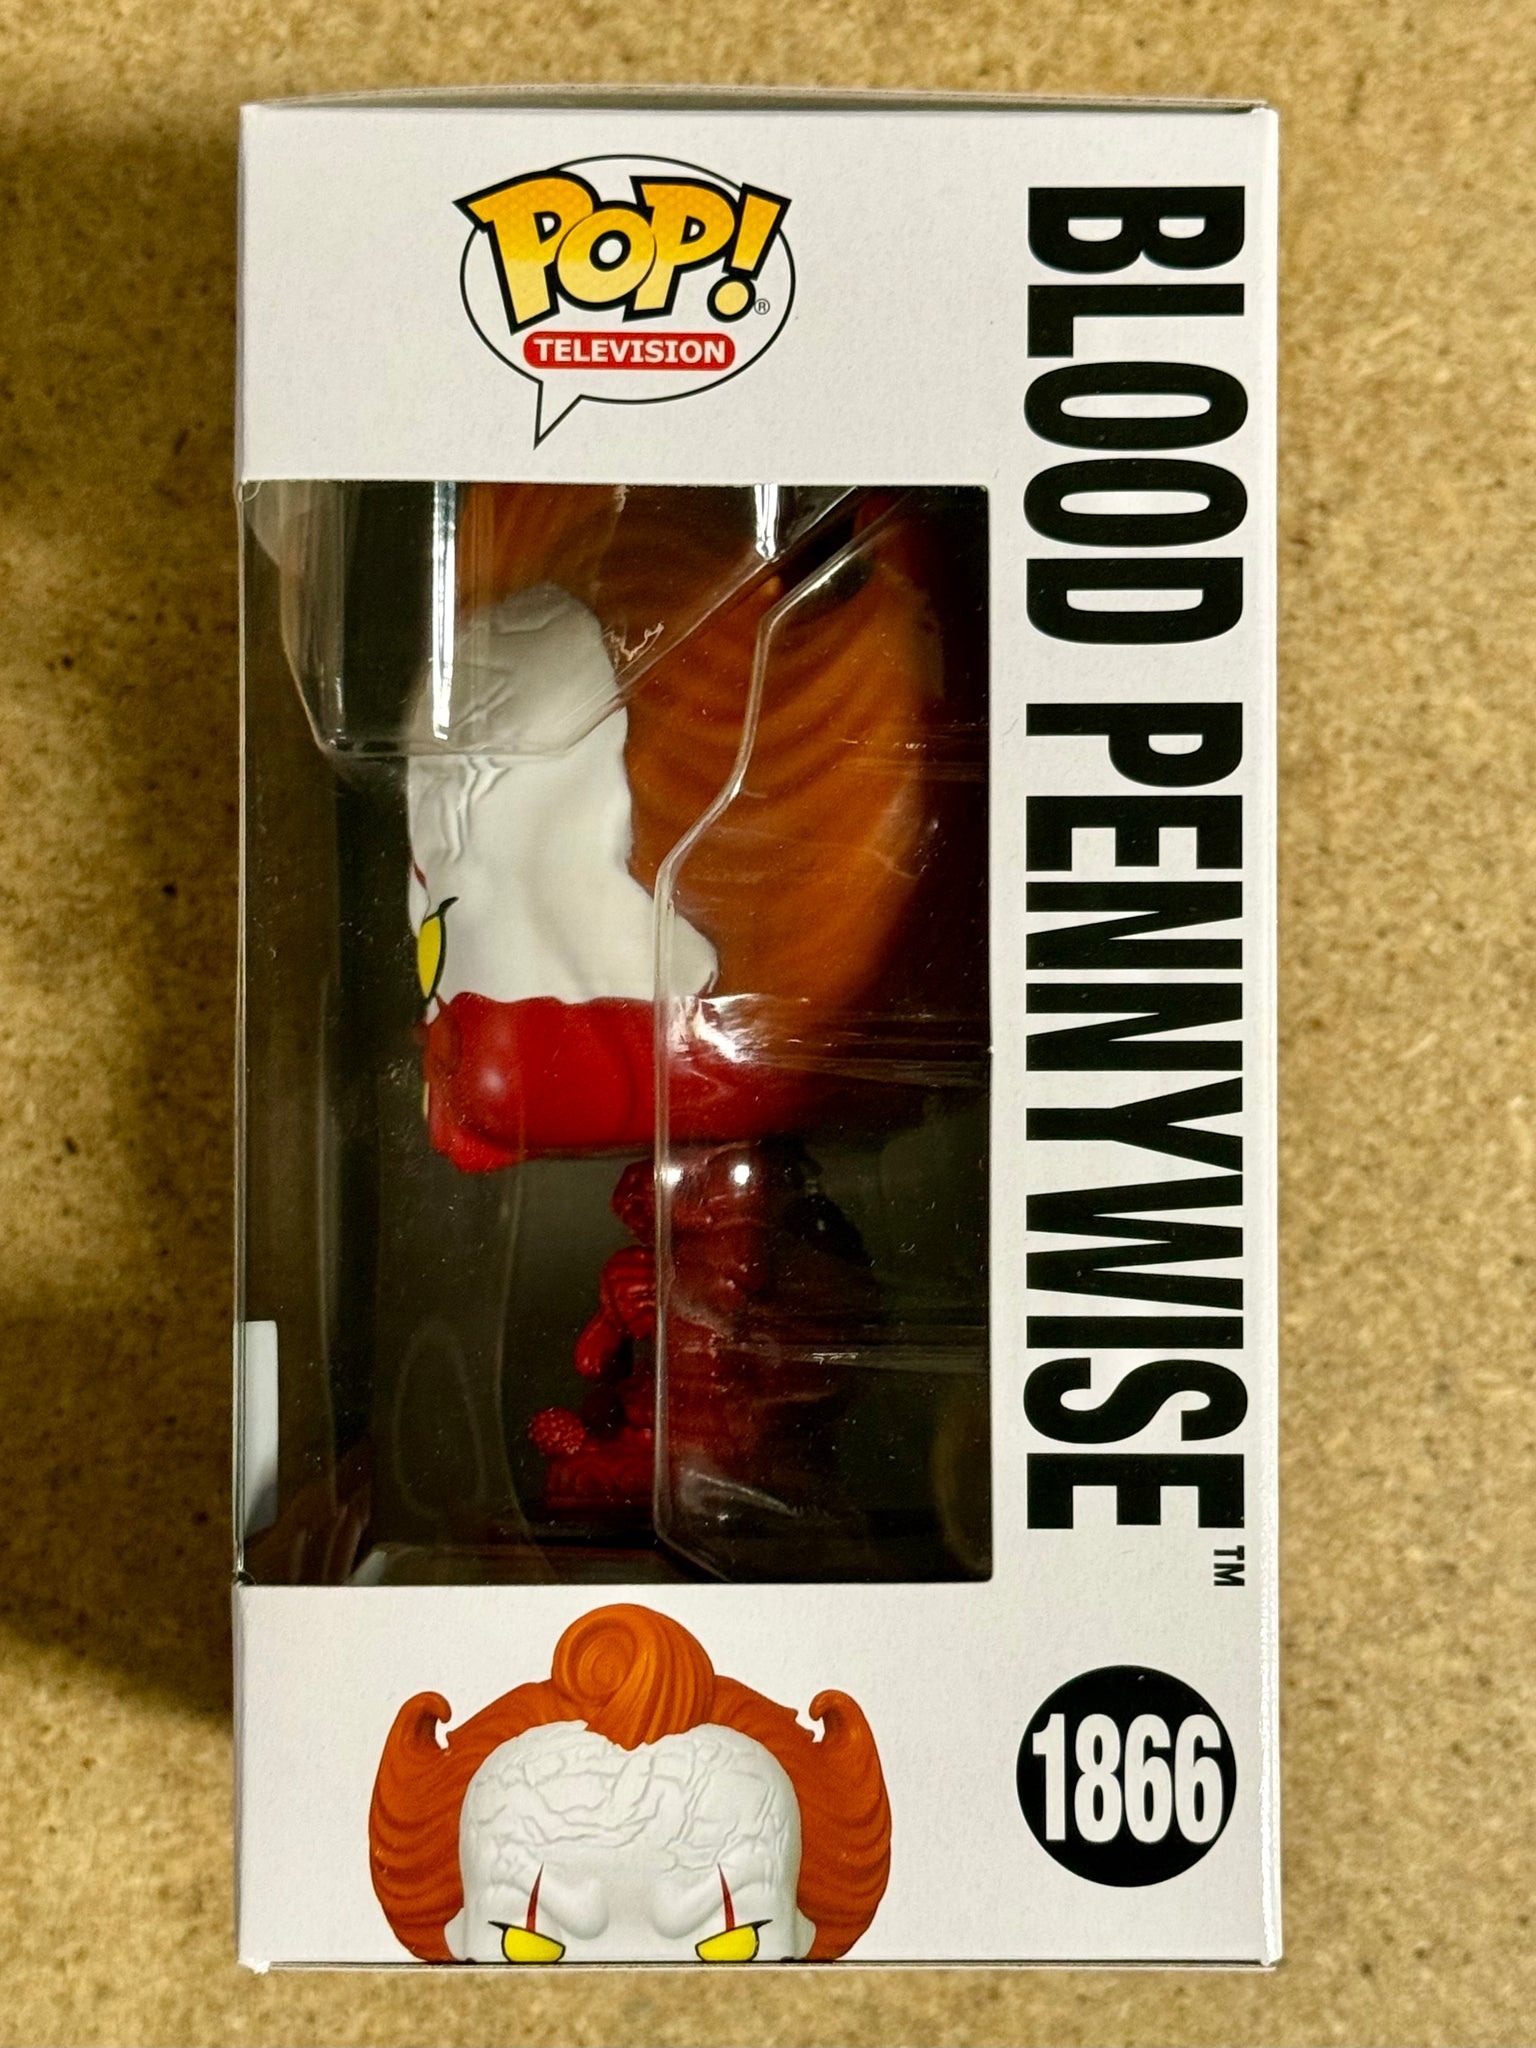 POP!®
TELEVISION
BLOOD PENNYWISE™
1866